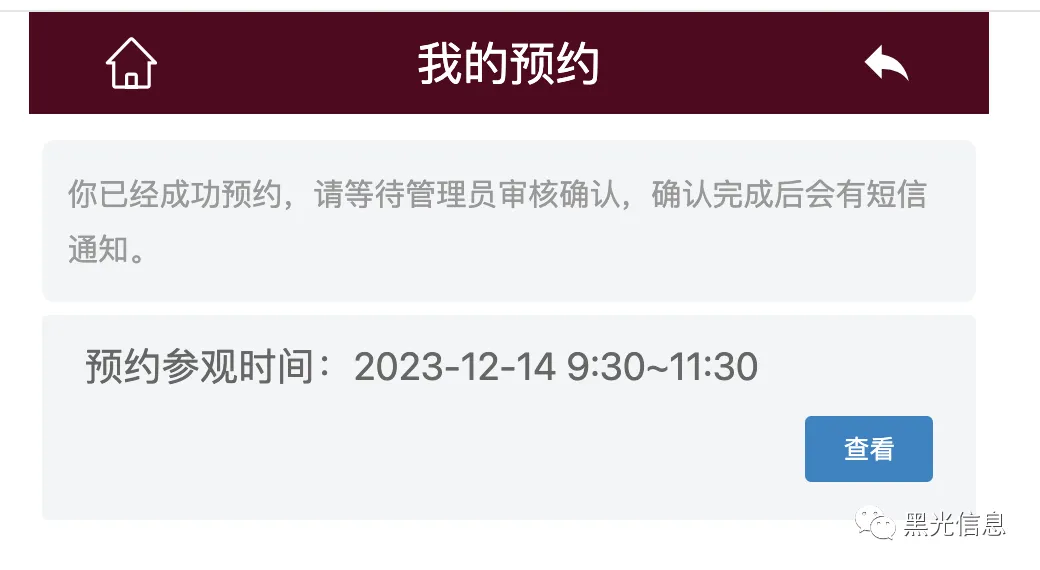 我的预约
你已经成功预约，请等待管理员审核确认，确认完成后会有短信
通知。
预约参观时间：2023-12-14 9:30~11:30
查看
黑光信息